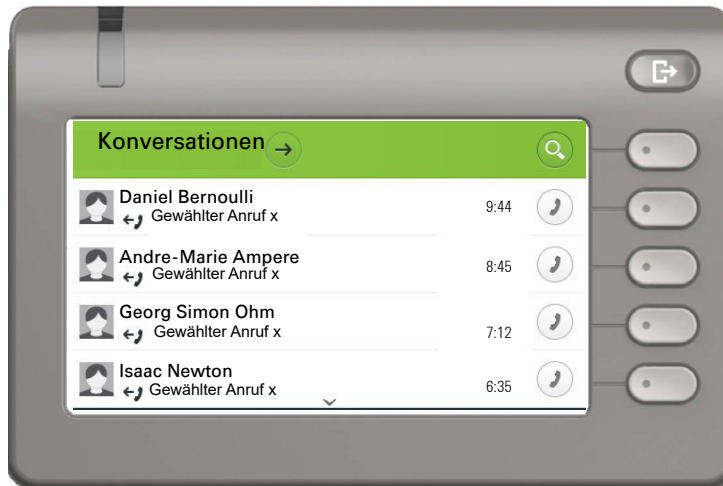 Konversationen
Daniel Bernoulli
Gewählter Anruf x
9:44
Andre-Marie Ampere
Gewählter Anruf x
8:45
Georg Simon Ohm
Gewählter Anruf x
7:12
Isaac Newton
Gewählter Anruf x
6:35